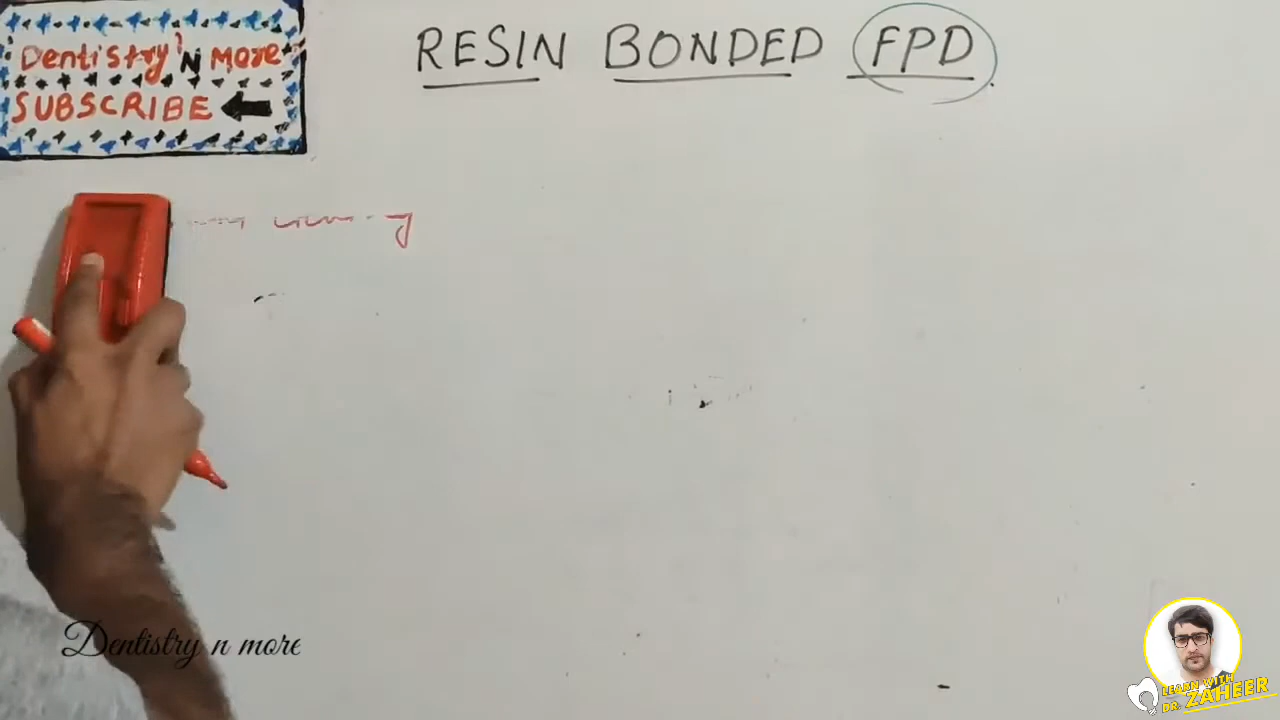 RESIN BONDED FPD
Dentistry'N MORE
SUBSCRIBE
Dentistry n more
LEARN WITH
DR. ZAHEER